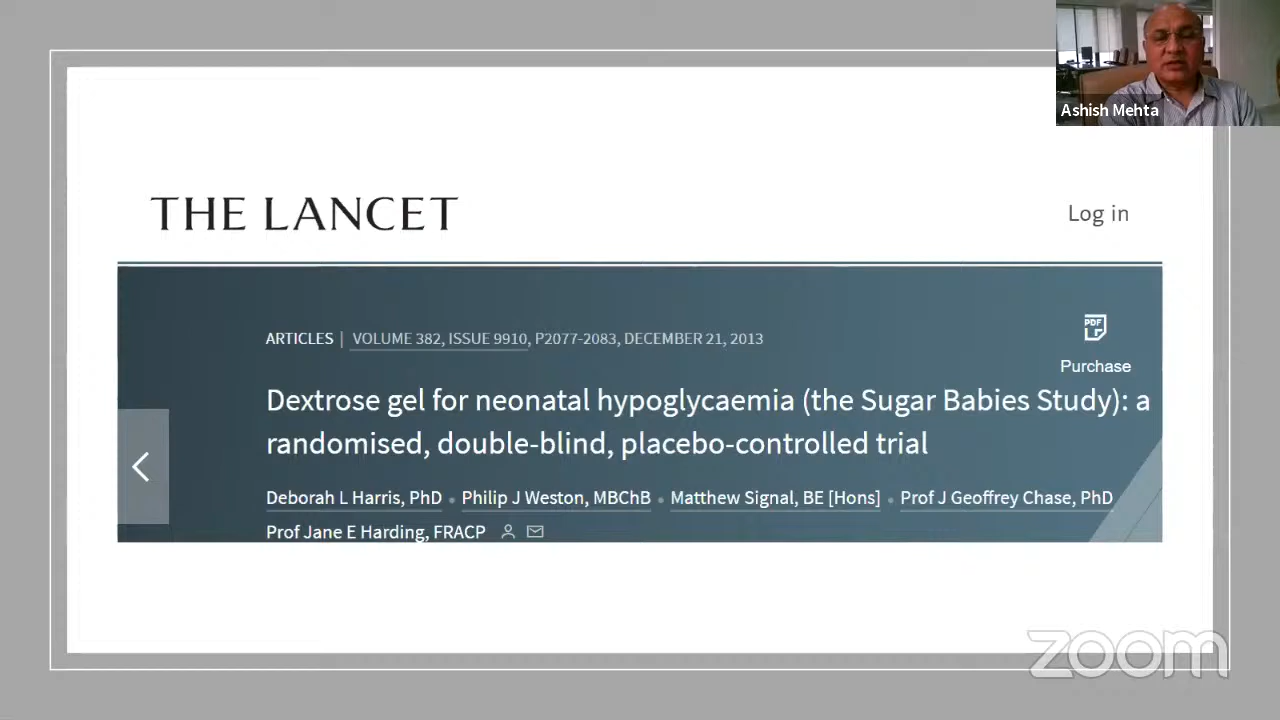 Ashish Mehta
THE LANCET
Log in
ARTICLES | VOLUME 382, ISSUE 9910, P2077-2083, DECEMBER 21, 2013
PDF
Purchase
Dextrose gel for neonatal hypoglycaemia (the Sugar Babies Study): a
randomised, double-blind, placebo-controlled trial
Deborah L Harris, PhD • Philip J Weston, MBChB • Matthew Signal, BE [Hons] • Prof J Geoffrey Chase, PhD
Prof Jane E Harding, FRACP
zoom